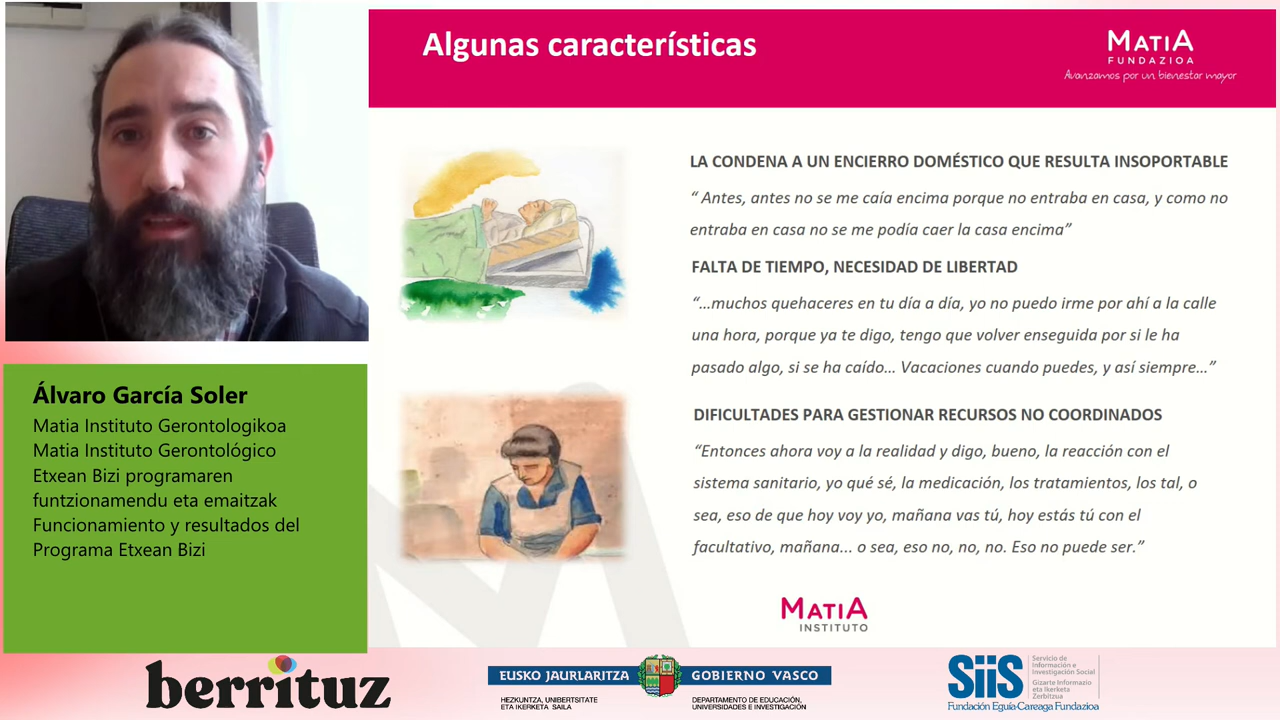 Algunas características
MATIA
FUNDAZIOA
Avanzamos por un bienestar mayor
LA CONDENA A UN ENCIERRO DOMÉSTICO QUE RESULTA INSOPORTABLE
“ Antes, antes no se me caía encima porque no entraba en casa, y como no
entraba en casa no se me podía caer la casa encima”
FALTA DE TIEMPO, NECESIDAD DE LIBERTAD
“...muchos quehaceres en tu día a día, yo no puedo irme por ahí a la calle
una hora, porque ya te digo, tengo que volver enseguida por si le ha
pasado algo, si se ha caído... Vacaciones cuando puedes, y así siempre...”
DIFICULTADES PARA GESTIONAR RECURSOS NO COORDINADOS
“Entonces ahora voy a la realidad y digo, bueno, la reacción con el
sistema sanitario, yo qué sé, la medicación, los tratamientos, los tal, o
sea, eso de que hoy voy yo, mañana vas tú, hoy estás tú con el
facultativo, mañana... o sea, eso no, no, no. Eso no puede ser.”
MATIA
INSTITUTO
Álvaro García Soler
Matia Instituto Gerontologikoa
Matia Instituto Gerontológico
Etxean Bizi programaren
funtzionamendu eta emaitzak
Funcionamiento y resultados del
Programa Etxean Bizi
berrituz
EUSKO JAURLARITZA
GOBIERNO VASCO
HEZKUNTZA, UNIBERTSITATE
ETA IKERKETA SAILA
DEPARTAMENTO DE EDUCACIÓN,
UNIVERSIDADES E INVESTIGACIÓN
SiiS
Servicio de
Información e
Investigación Social
Gizarte Informazio
eta Ikerketa
Zerbitzua
Fundación Eguía-Careaga Fundazioa